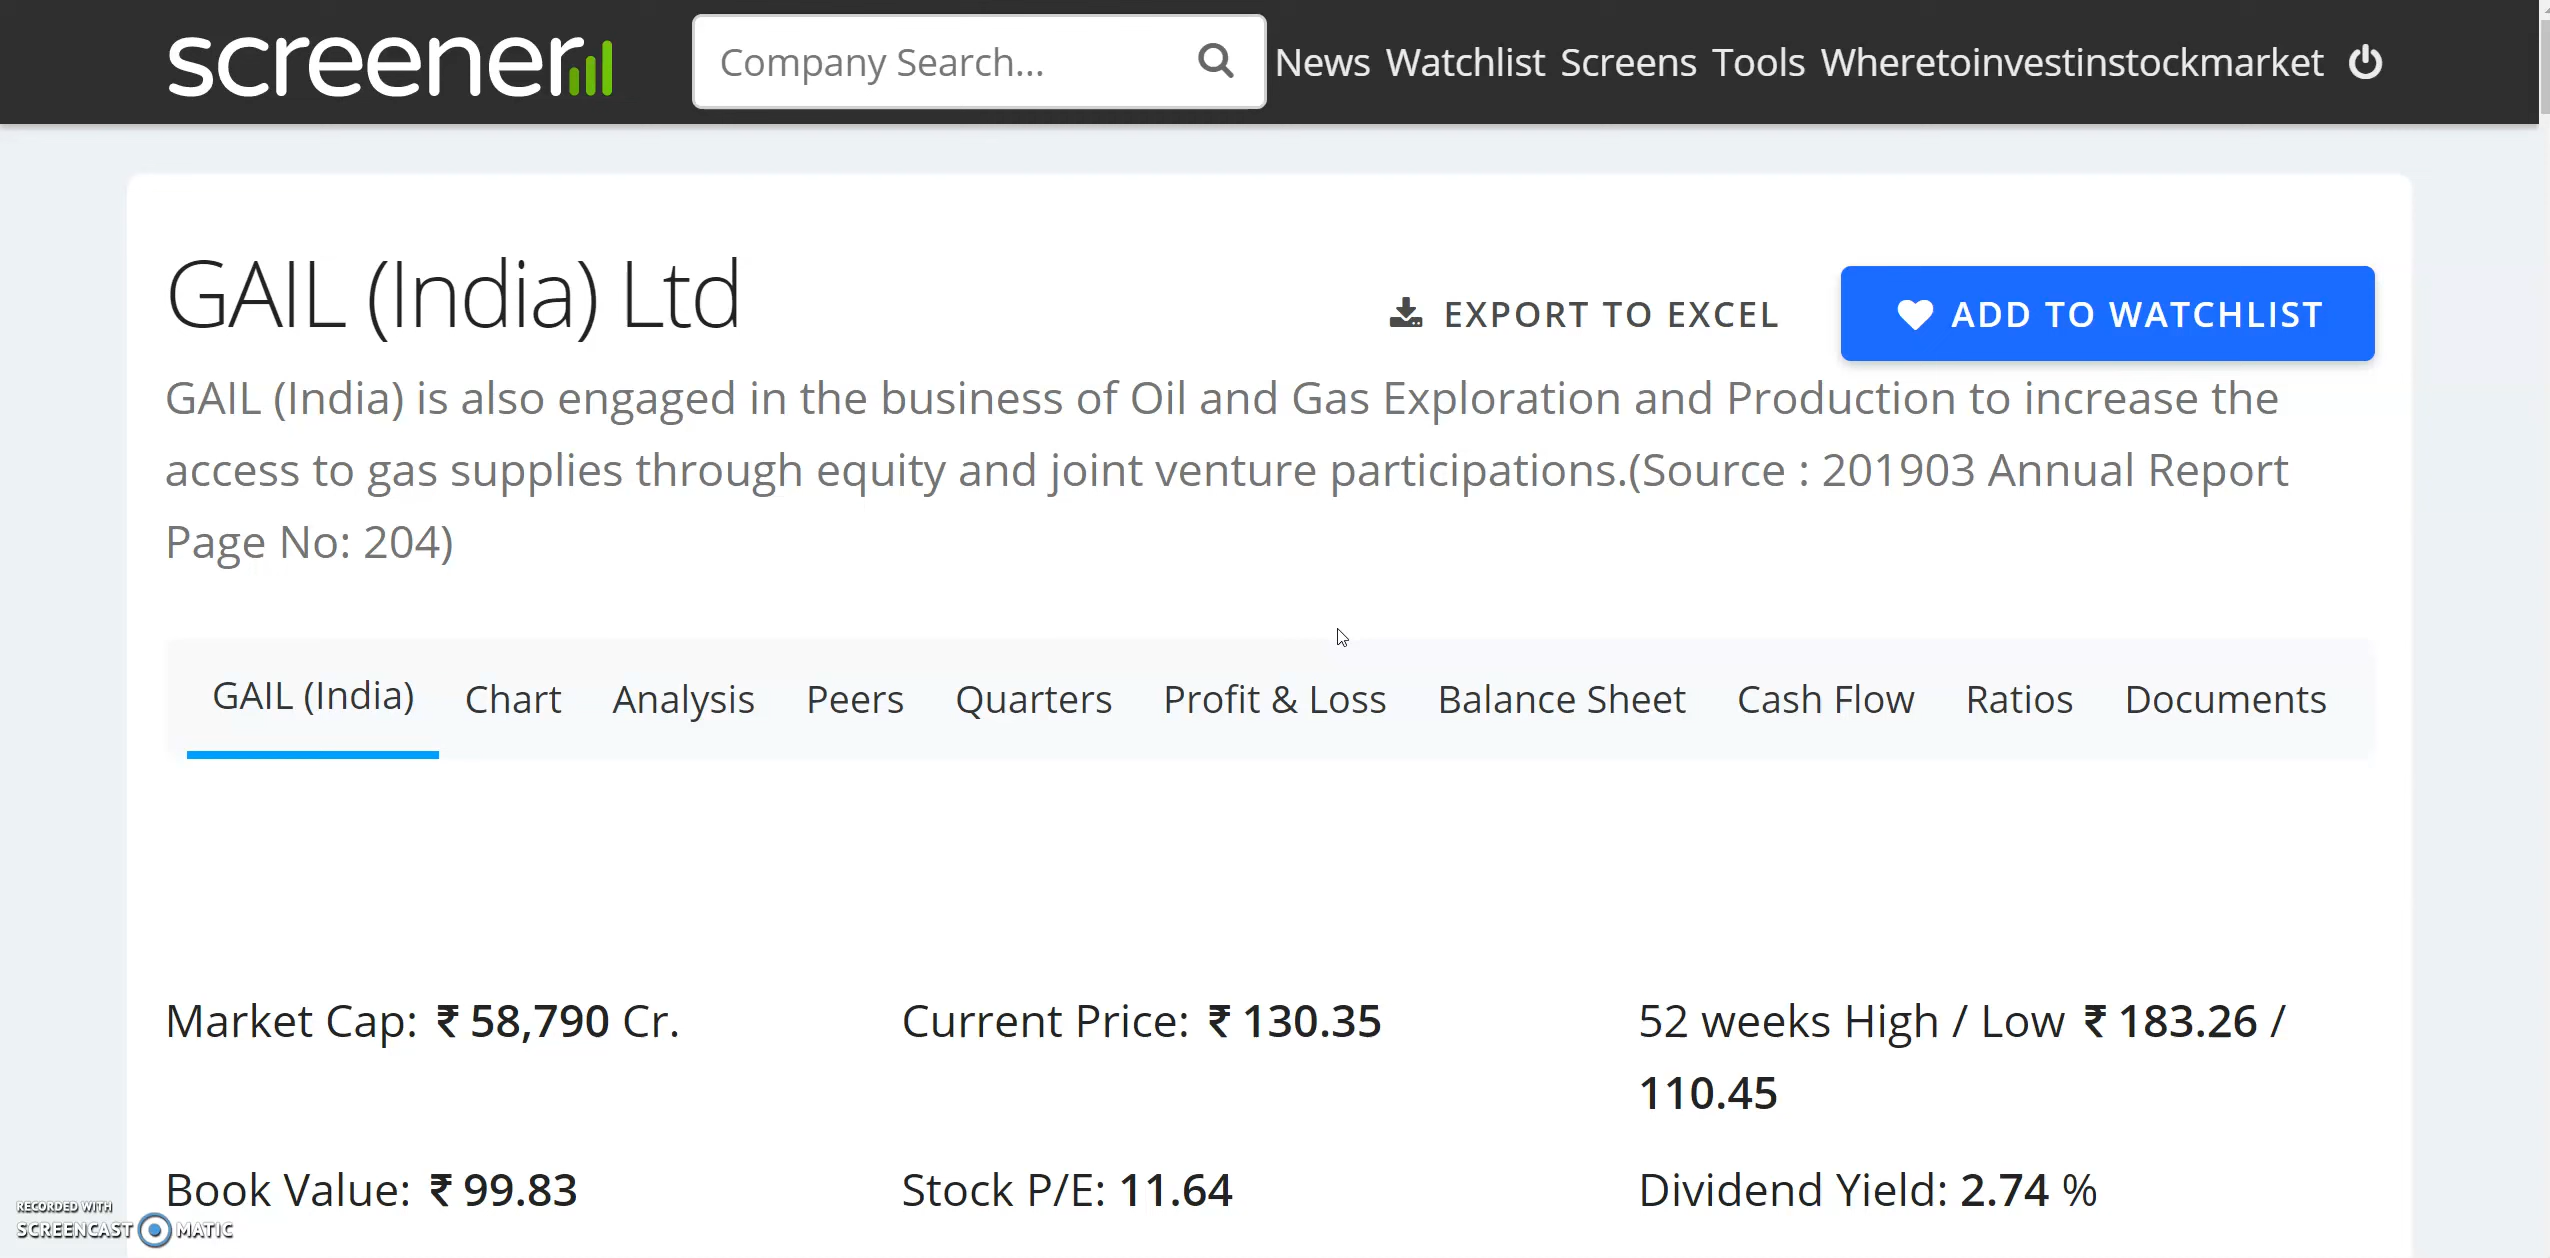 screener
Company Search...
News Watchlist Screens Tools Wheretoinvestinstockmarket
GAIL (India) Ltd
EXPORT TO EXCEL
ADD TO WATCHLIST
GAIL (India) is also engaged in the business of Oil and Gas Exploration and Production to increase the
access to gas supplies through equity and joint venture participations.(Source : 201903 Annual Report
Page No: 204)
GAIL (India) Chart Analysis Peers Quarters Profit & Loss Balance Sheet Cash Flow Ratios Documents
Market Cap: ₹ 58,790 Cr.
Current Price: ₹ 130.35
52 weeks High / Low ₹ 183.26 /
110.45
Book Value: ₹ 99.83
Stock P/E: 11.64
Dividend Yield: 2.74 %
RECORDED WITH
SCREENCAST MATIC